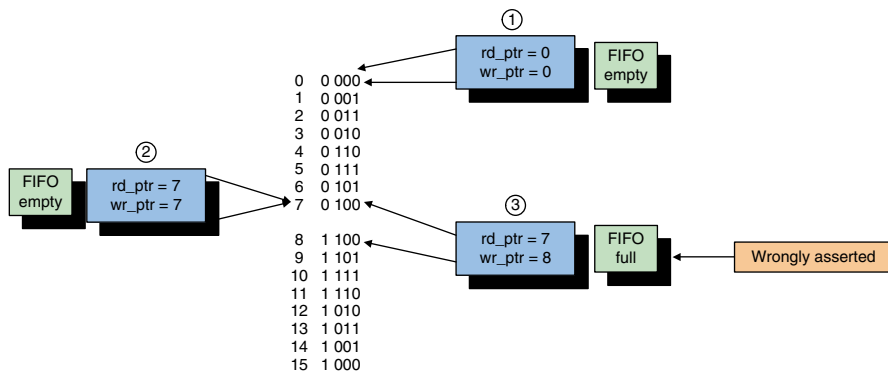 1
rd_ptr = 0
wr_ptr = 0
FIFO
empty
0 0 000
1 0 001
2 0 011
3 0 010
4 0 110
5 0 111
6 0 101
7 0 100
8 1 100
9 1 101
10 1 111
11 1 110
12 1 010
13 1 011
14 1 001
15 1 000
2
FIFO
empty
rd_ptr = 7
wr_ptr = 7
3
rd_ptr = 7
wr_ptr = 8
FIFO
full
Wrongly asserted